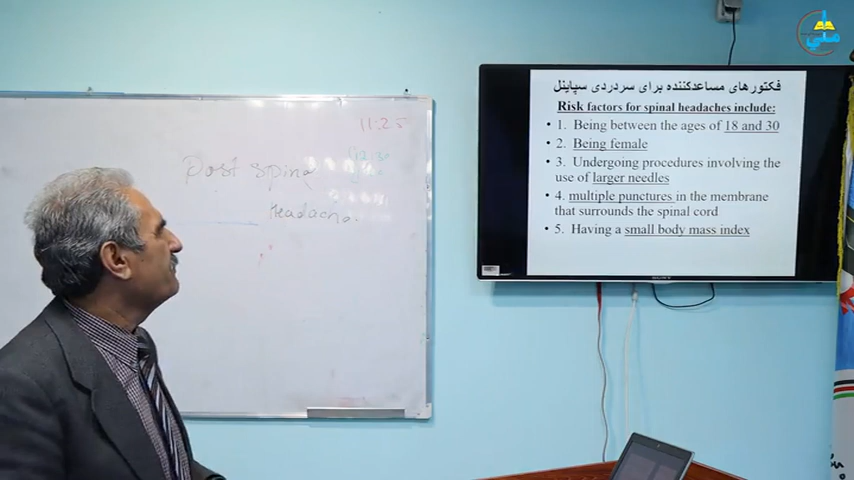 ملي
11:25
Post spina
Headache.
فکتورهای مساعدکننده برای سردردی سپاینل
Risk factors for spinal headaches include:
• 1. Being between the ages of 18 and 30
• 2. Being female
• 3. Undergoing procedures involving the
use of larger needles
• 4. multiple punctures in the membrane
that surrounds the spinal cord
• 5. Having a small body mass index